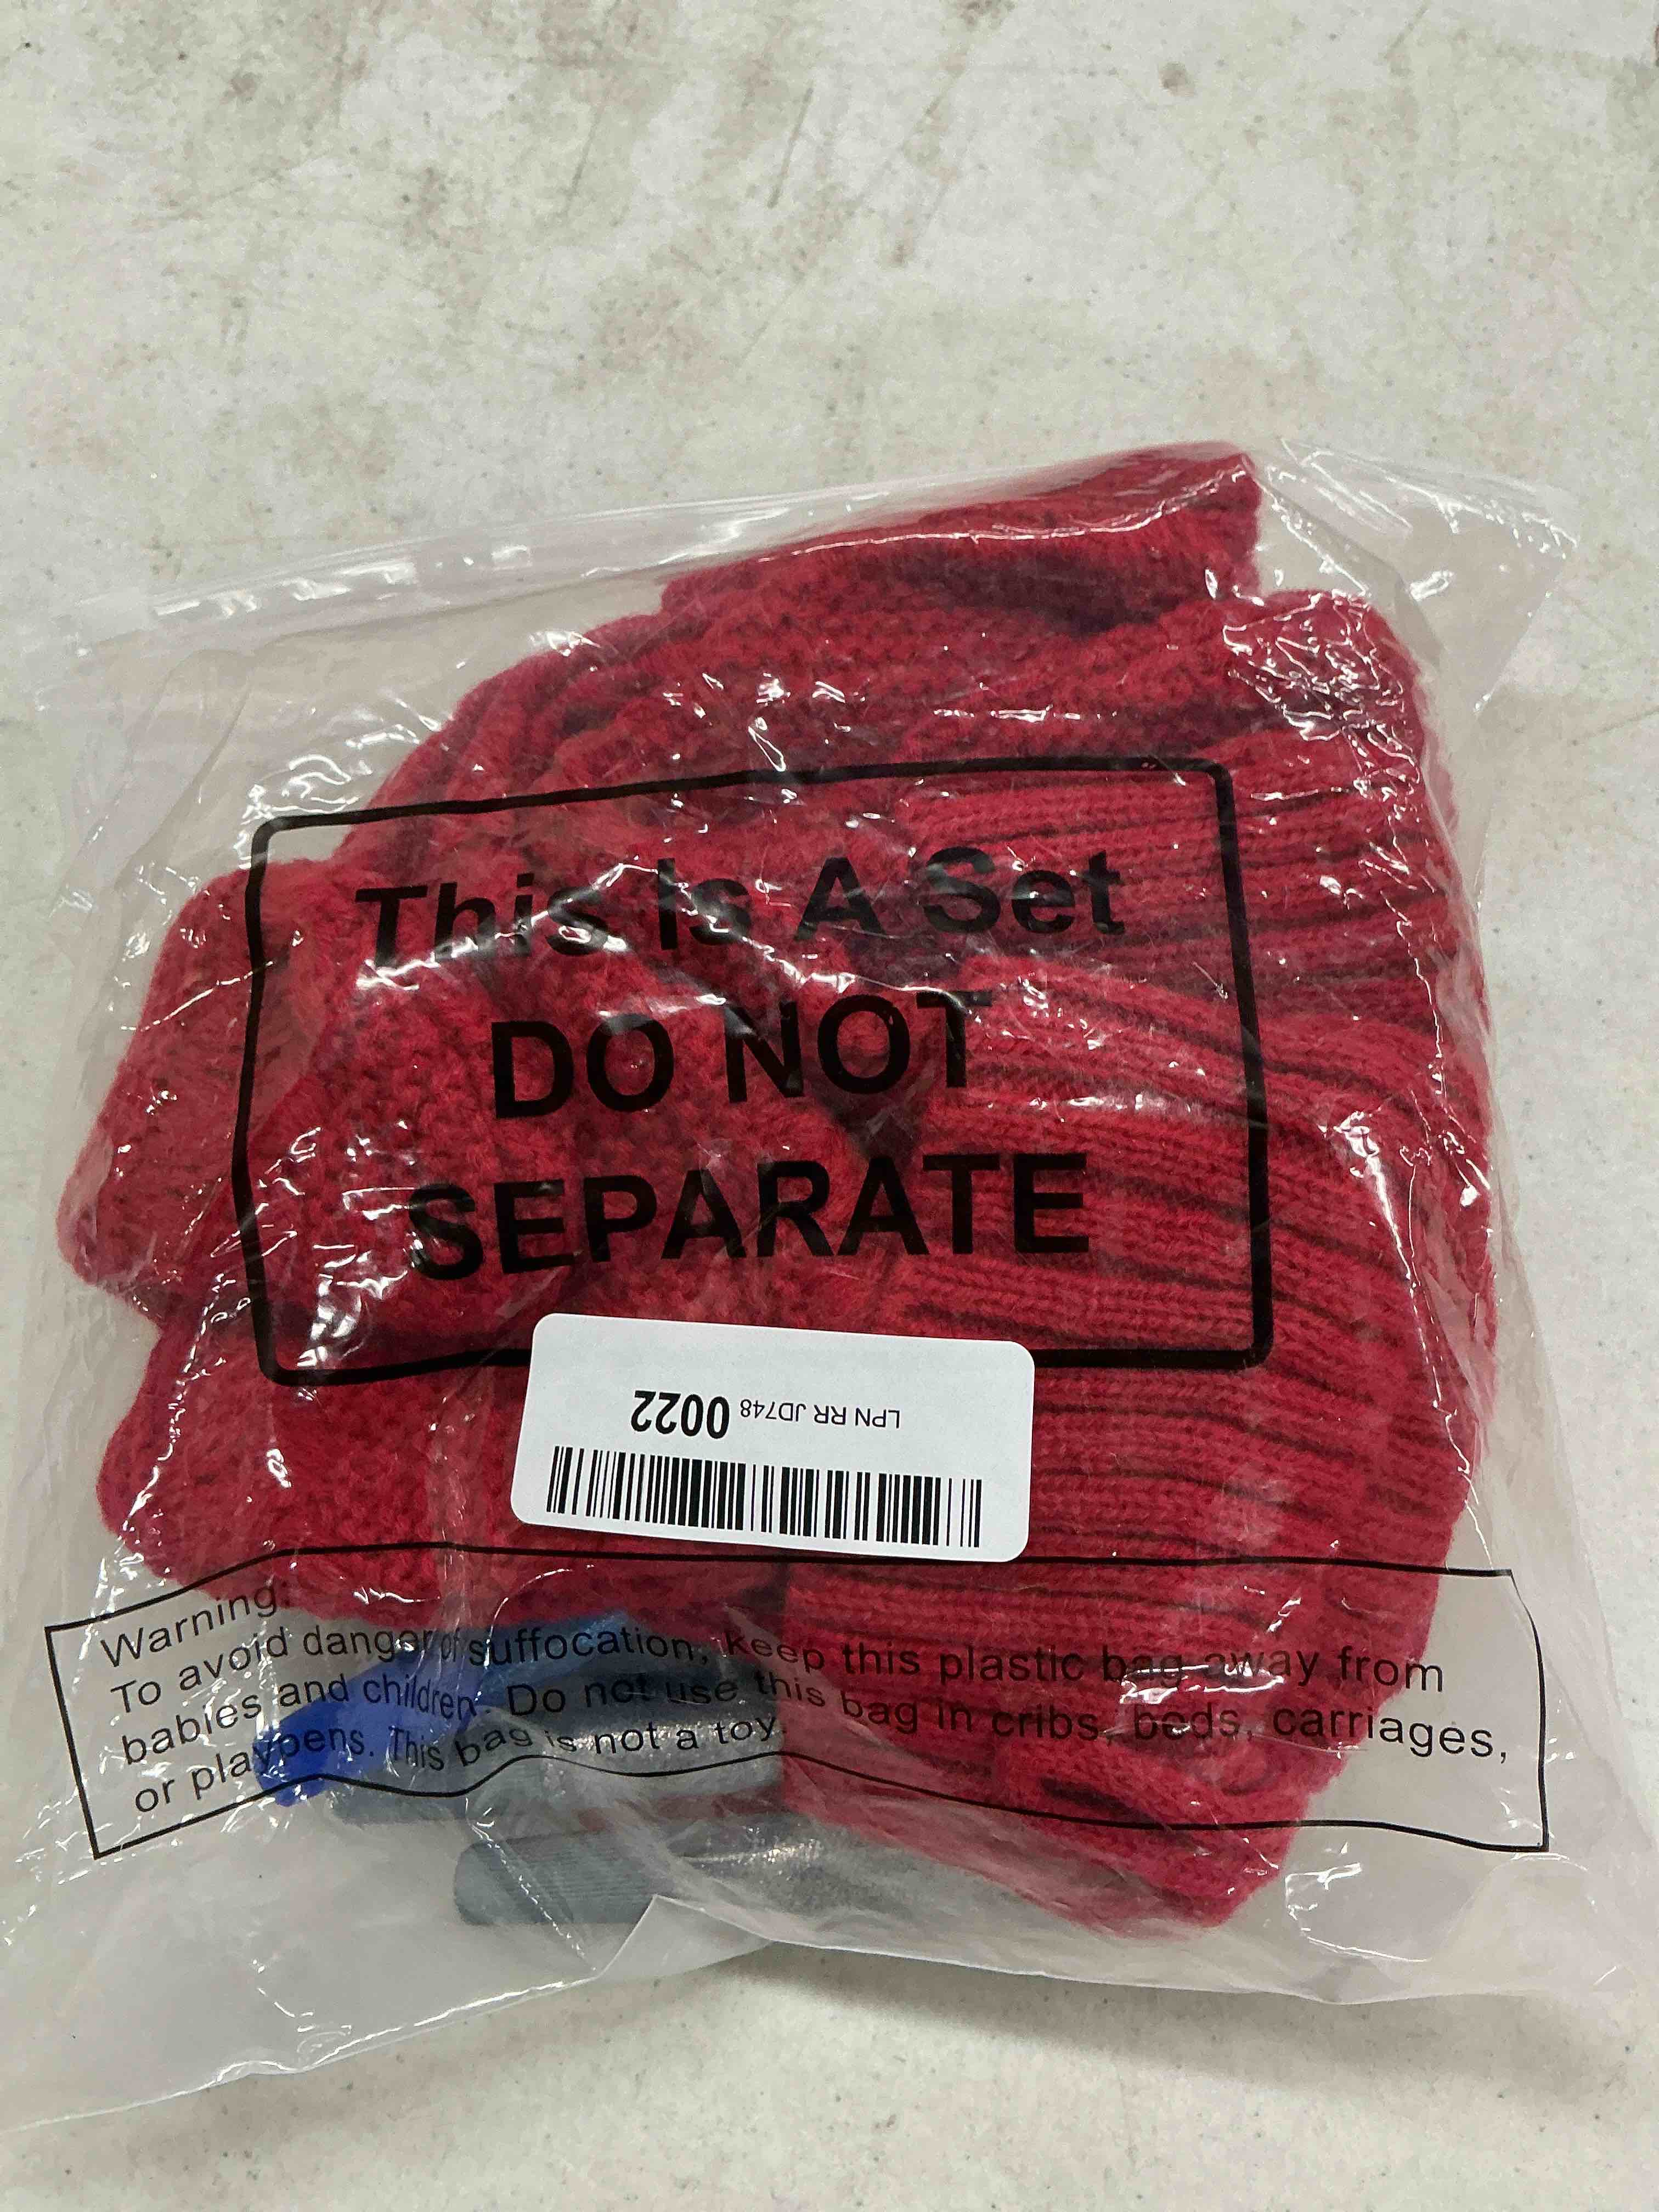 This Is A Set
DO NOT
SEPARATE
LPN RR JD748 0022
Warning:
To avoid danger of suffocation, keep this plastic bag away from
babies and children. Do not use this bag in cribs, beds, carriages,
or playpens. This bag is not a toy.